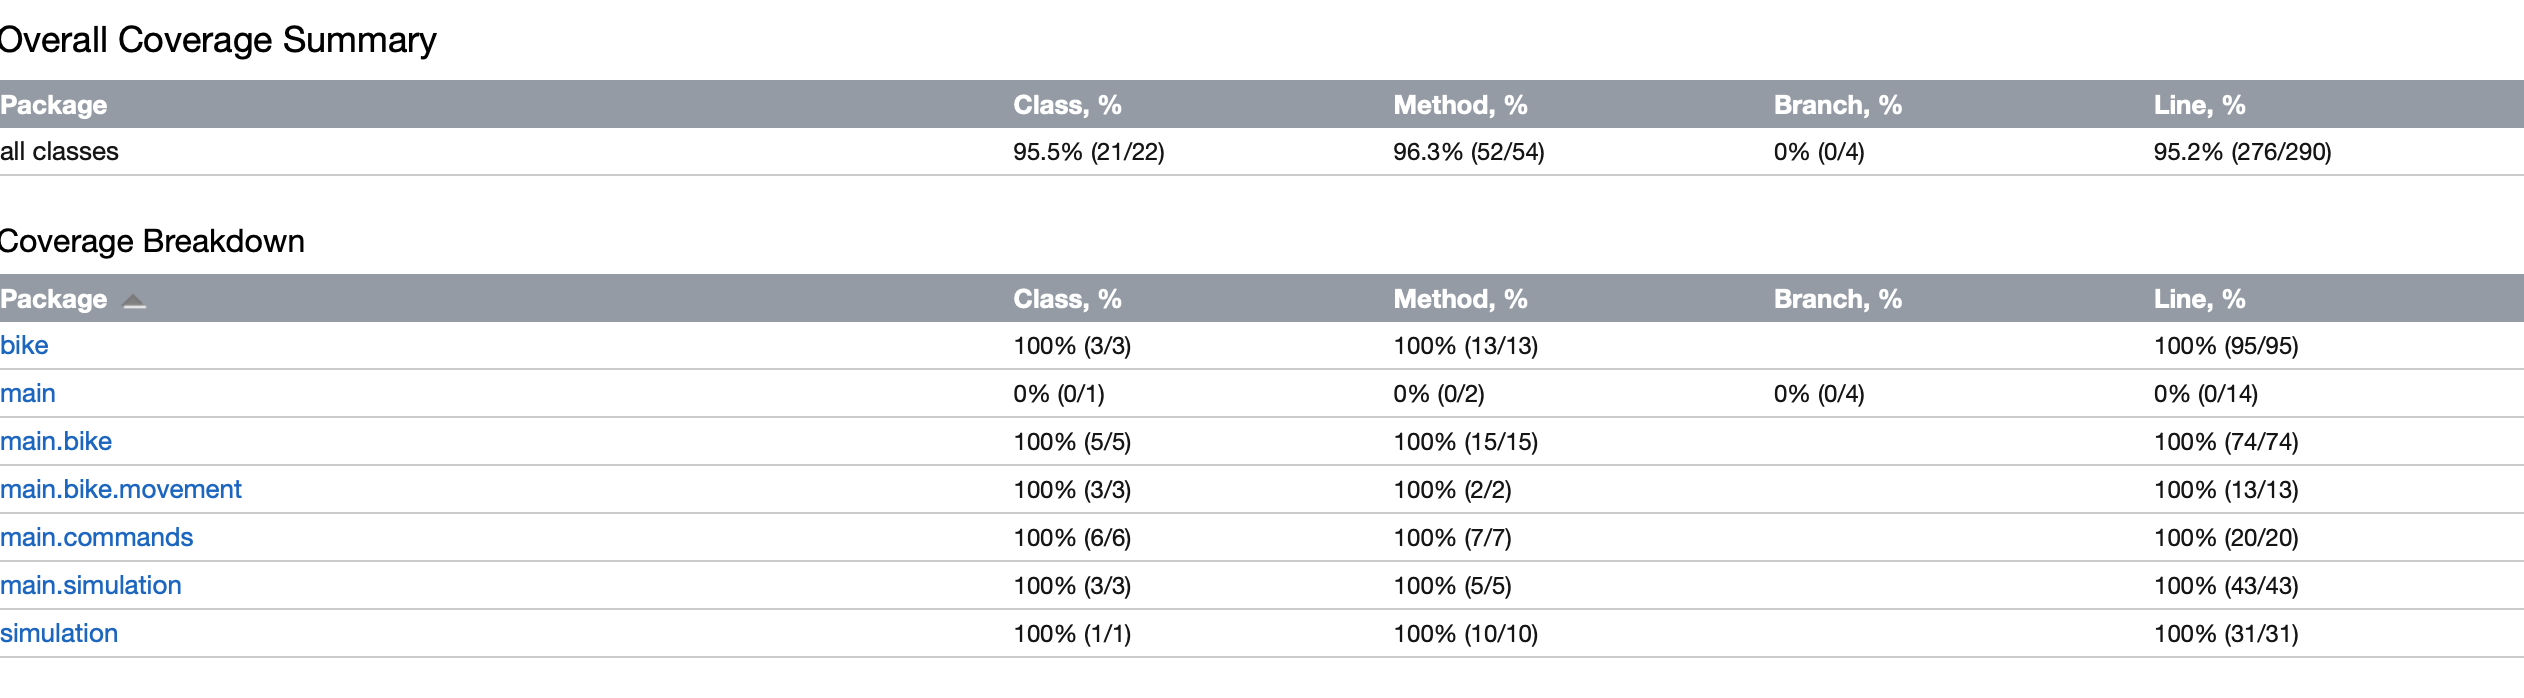 Overall Coverage Summary
Package Class, % Method, % Branch, % Line, %
all classes 95.5% (21/22) 96.3% (52/54) 0% (0/4) 95.2% (276/290)
Coverage Breakdown
Package Class, % Method, % Branch, % Line, %
bike 100% (3/3) 100% (13/13) 100% (95/95)
main 0% (0/1) 0% (0/2) 0% (0/4) 0% (0/14)
main.bike 100% (5/5) 100% (15/15) 100% (74/74)
main.bike.movement 100% (3/3) 100% (2/2) 100% (13/13)
main.commands 100% (6/6) 100% (7/7) 100% (20/20)
main.simulation 100% (3/3) 100% (5/5) 100% (43/43)
simulation 100% (1/1) 100% (10/10) 100% (31/31)